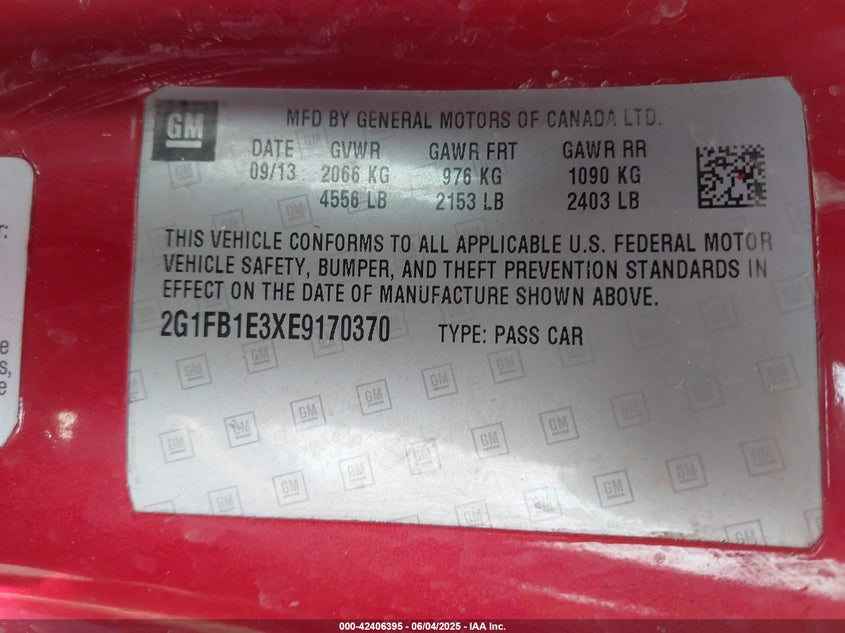 GM
MFD BY GENERAL MOTORS OF CANADA LTD.
DATE GVWR GAWR FRT GAWR RR
09/13 2066 KG 976 KG 1090 KG
4556 LB 2153 LB 2403 LB
THIS VEHICLE CONFORMS TO ALL APPLICABLE U.S. FEDERAL MOTOR
VEHICLE SAFETY, BUMPER, AND THEFT PREVENTION STANDARDS IN
EFFECT ON THE DATE OF MANUFACTURE SHOWN ABOVE.
2G1FB1E3XE9170370 TYPE: PASS CAR
000-42406395 - 06/04/2025 - IAA Inc.